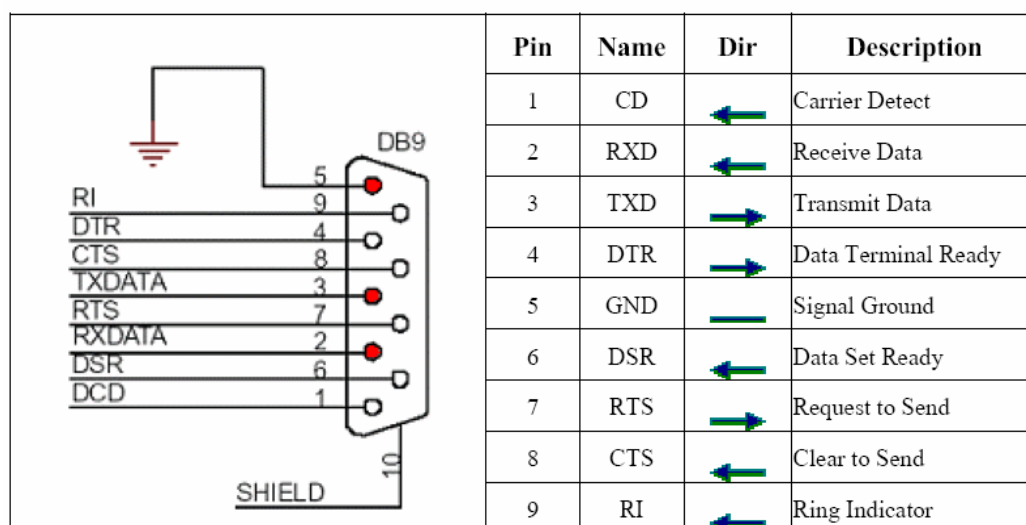 DB9
5
RI 9
DTR 4
CTS 8
TXDATA 3
RTS 7
RXDATA 2
DSR 6
DCD 1
10
SHIELD
Pin Name Dir Description
1 CD Carrier Detect
2 RXD Receive Data
3 TXD Transmit Data
4 DTR Data Terminal Ready
5 GND Signal Ground
6 DSR Data Set Ready
7 RTS Request to Send
8 CTS Clear to Send
9 RI Ring Indicator